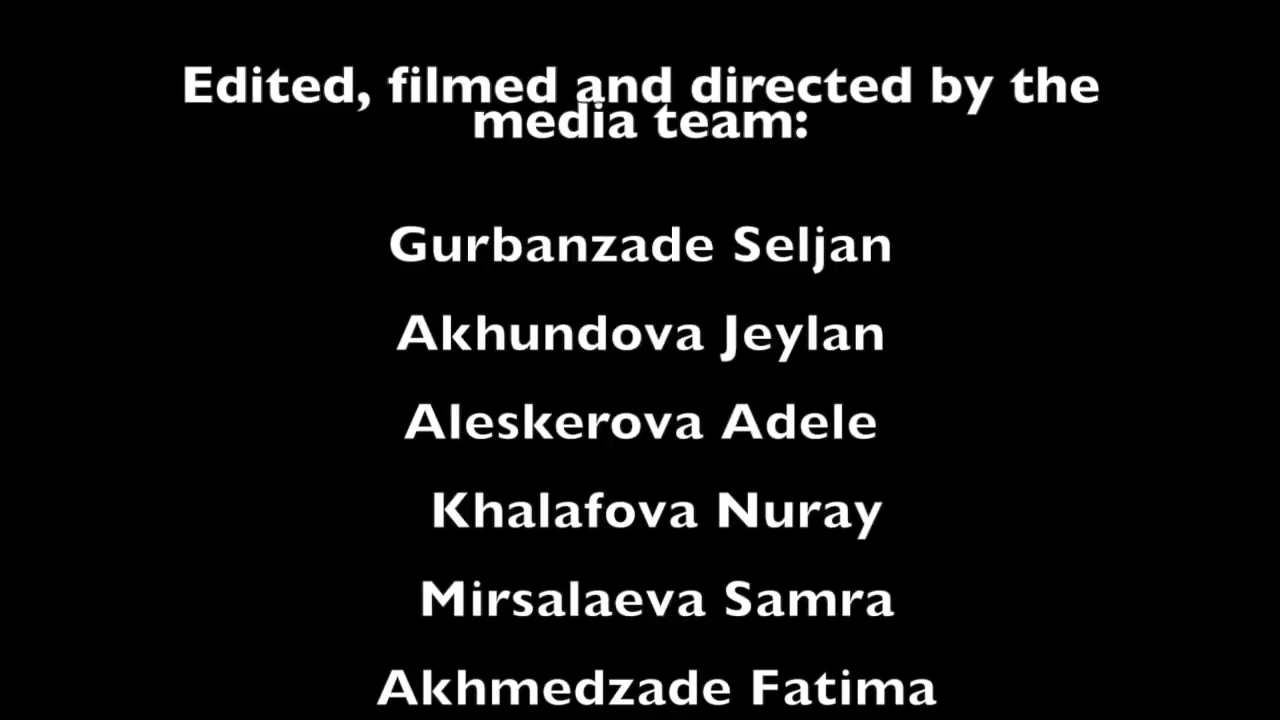 Edited, filmed and directed by the
media team:
Gurbanzade Seljan
Akhundova Jeylan
Aleskerova Adele
Khalafova Nuray
Mirsalaeva Samra
Akhmedzade Fatima